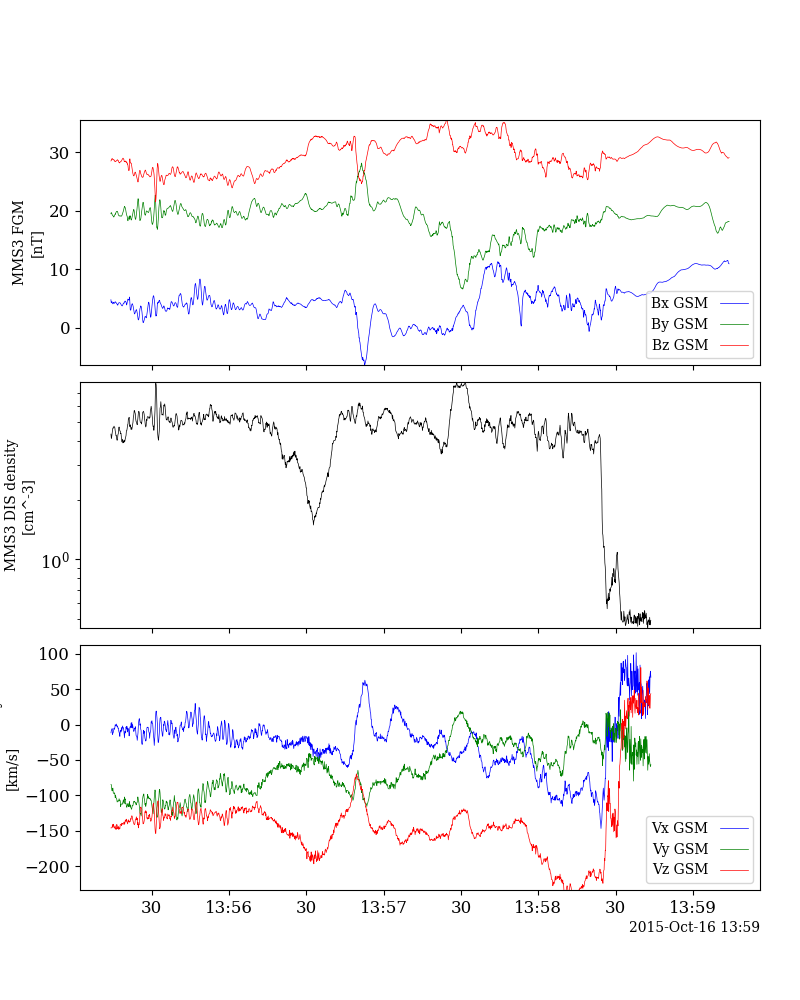 30
20
10
0
MMS3 FGM
[nT]
Bx GSM
By GSM
Bz GSM
MMS3 DIS density
[cm^-3]
10^0
100
50
0
−50
−100
−150
−200
[km/s]
Vx GSM
Vy GSM
Vz GSM
30 13:56 30 13:57 30 13:58 30 13:59
2015-Oct-16 13:59